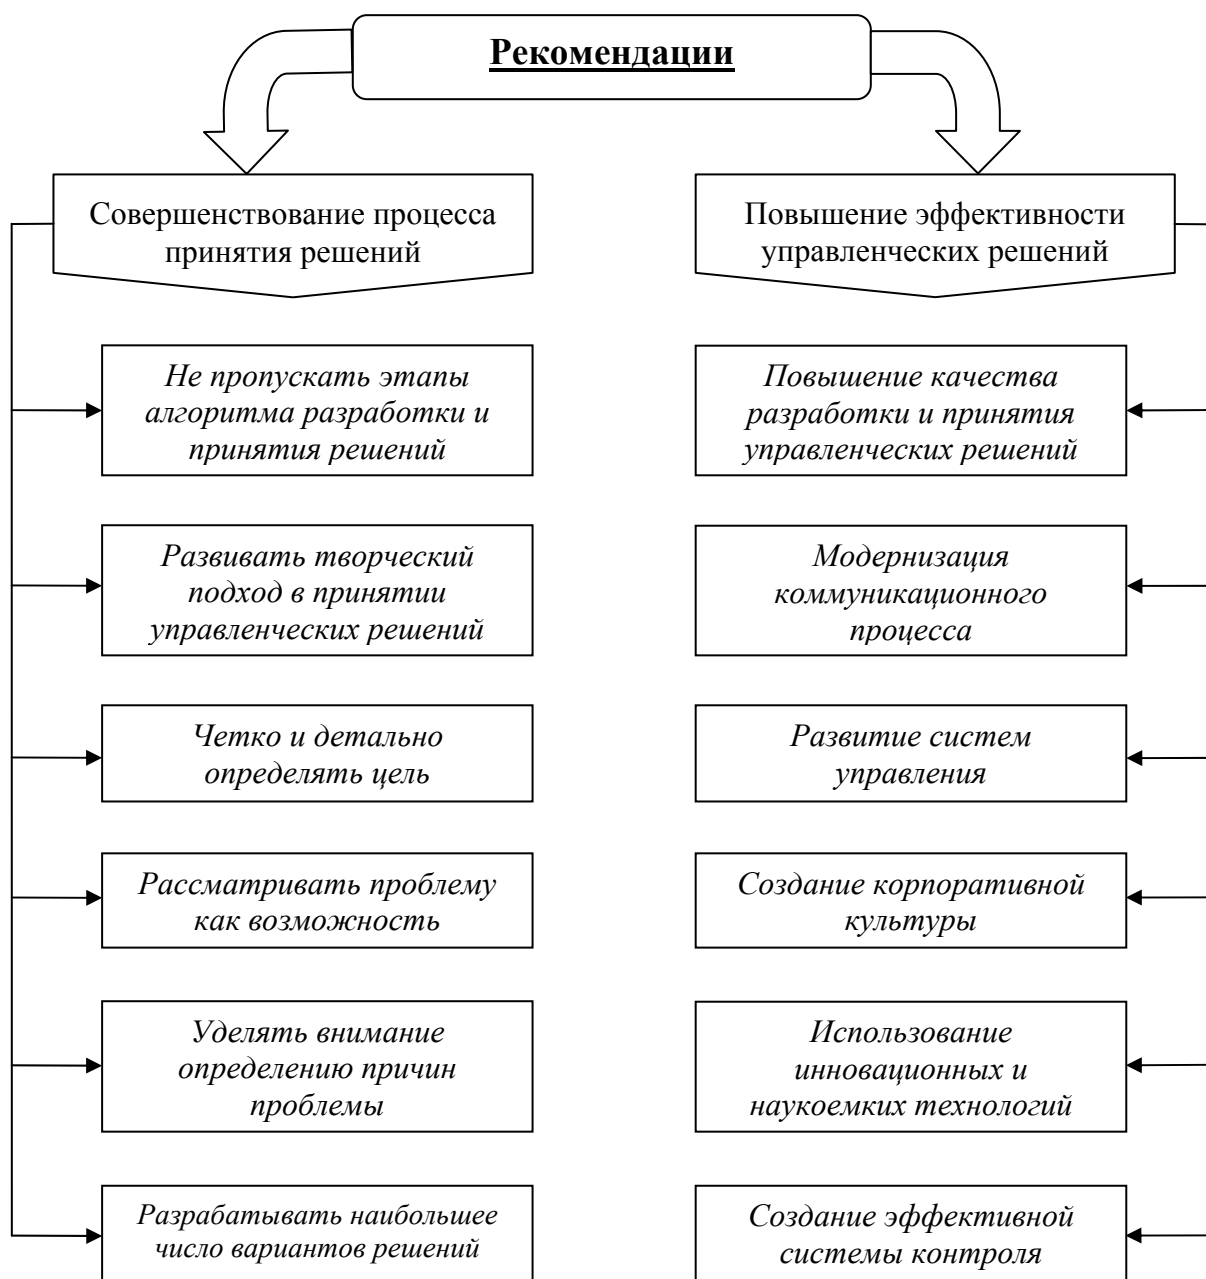 Рекомендации
Совершенствование процесса
принятия решений
Не пропускать этапы
алгоритма разработки и
принятия решений
Развивать творческий
подход в принятии
управленческих решений
Четко и детально
определять цель
Рассматривать проблему
как возможность
Уделять внимание
определению причин
проблемы
Разрабатывать наибольшее
число вариантов решений
Повышение эффективности
управленческих решений
Повышение качества
разработки и принятия
управленческих решений
Модернизация
коммуникационного
процесса
Развитие систем
управления
Создание корпоративной
культуры
Использование
инновационных и
наукоемких технологий
Создание эффективной
системы контроля